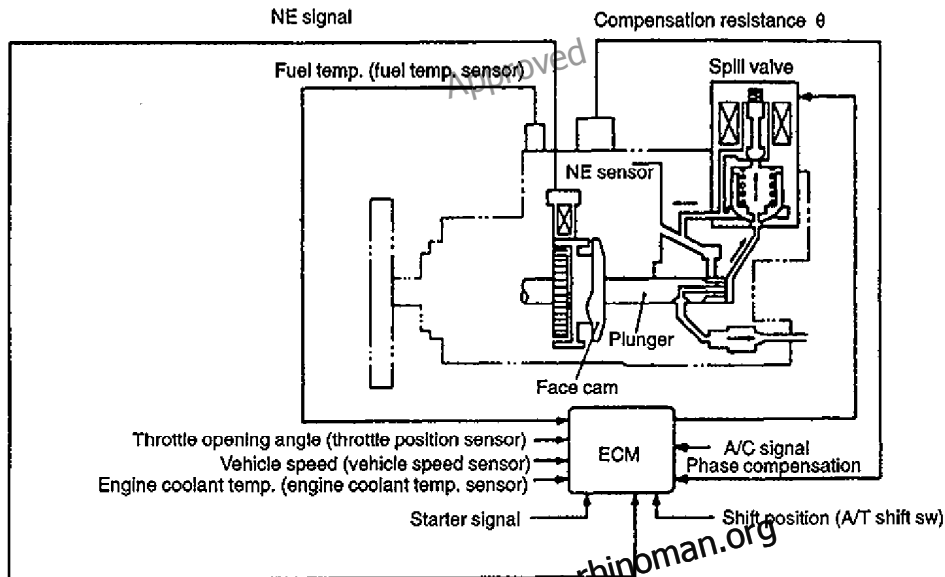 NE signal
Compensation resistance θ
Fuel temp. (fuel temp. sensor)
Approved
Spill valve
NE sensor
Plunger
Face cam
Throttle opening angle (throttle position sensor)
ECM
A/C signal
Vehicle speed (vehicle speed sensor)
Phase compensation
Engine coolant temp. (engine coolant temp. sensor)
Starter signal
Shift position (A/T shift sw)
rhinoman.org